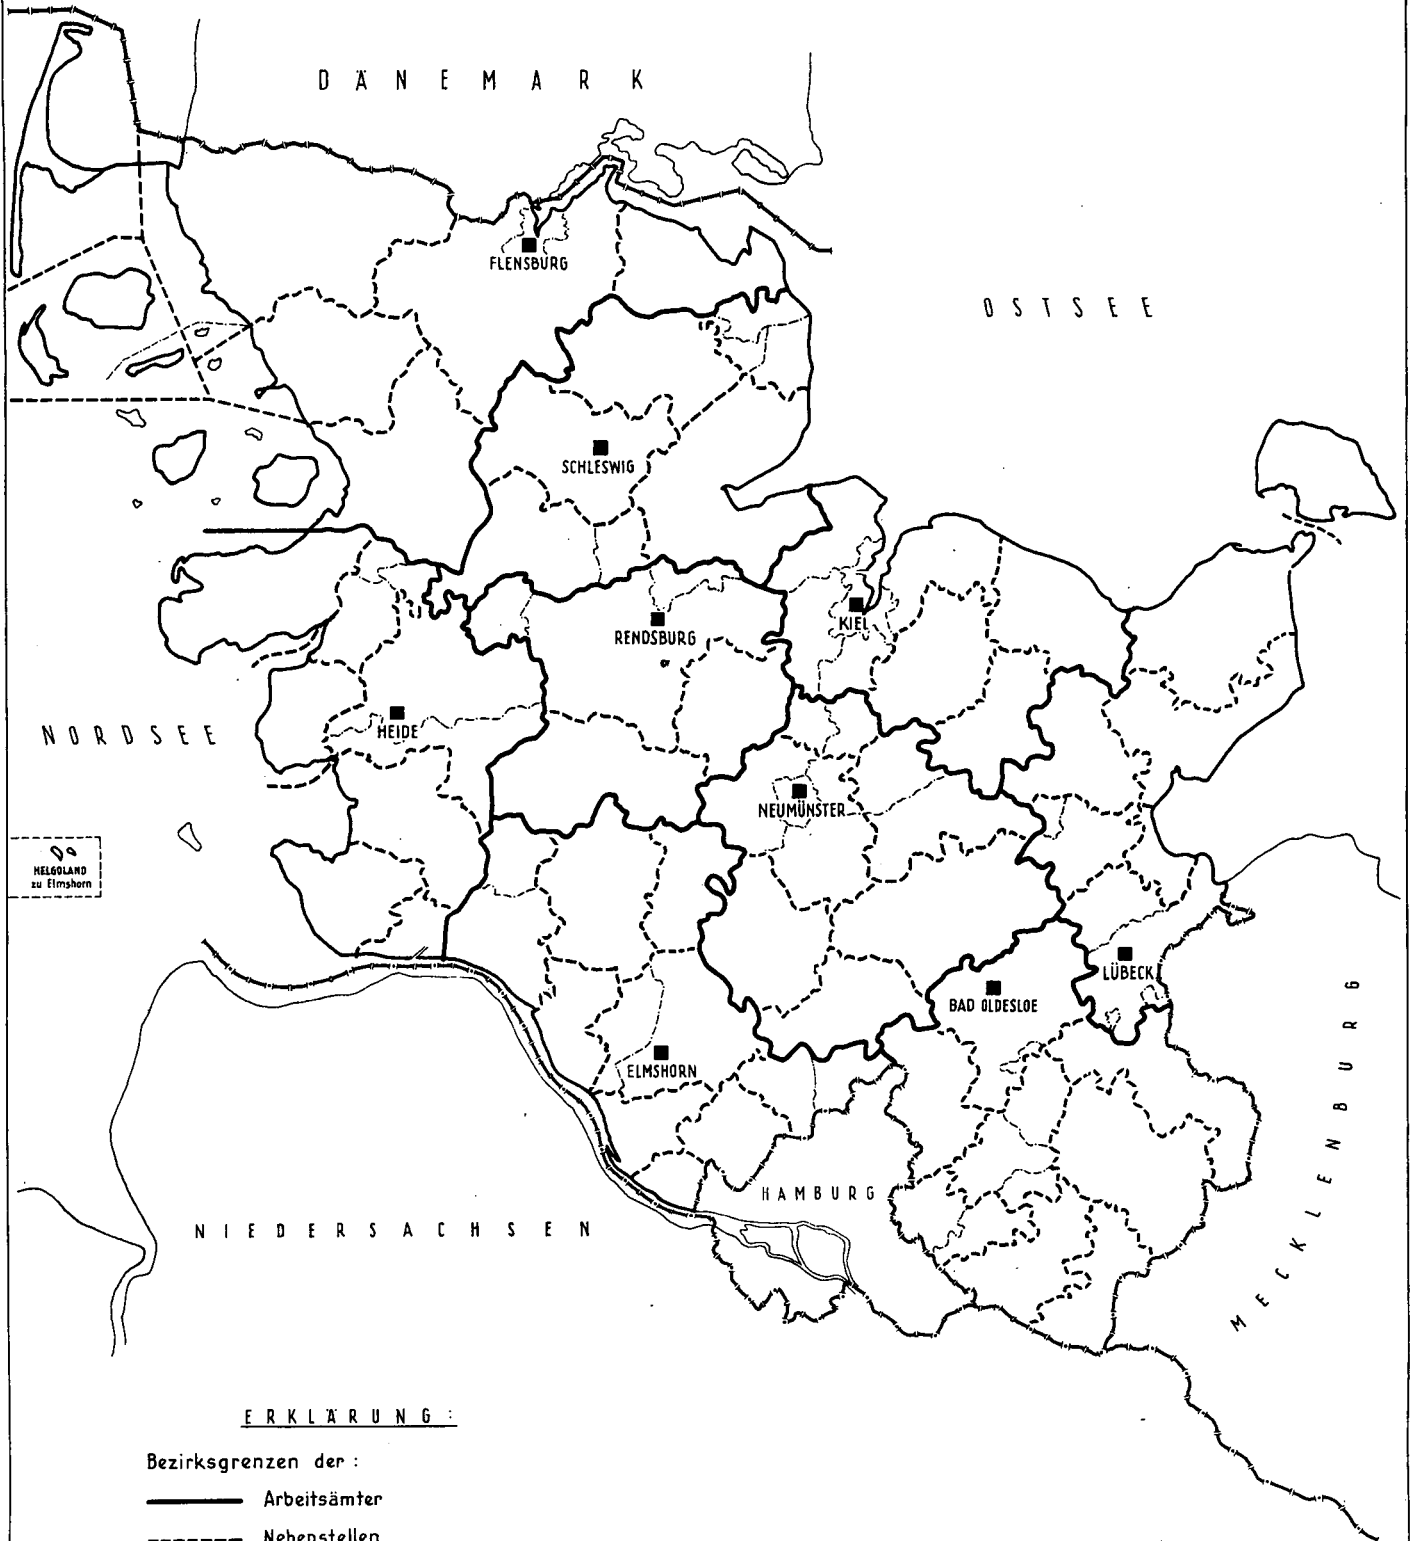 DÄNEMARK
FLENSBURG
OSTSEE
SCHLESWIG
KIEL
RENDSBURG
NORDSEE
HEIDE
NEUMÜNSTER
HELGOLAND
zu Elmshorn
LÜBECK
BAD OLDESLOE
ELMSHORN
HAMBURG
NIEDERSACHSEN
MECKLENBURG
ERKLÄRUNG:
Bezirksgrenzen der :
Arbeitsämter
Nebenstellen